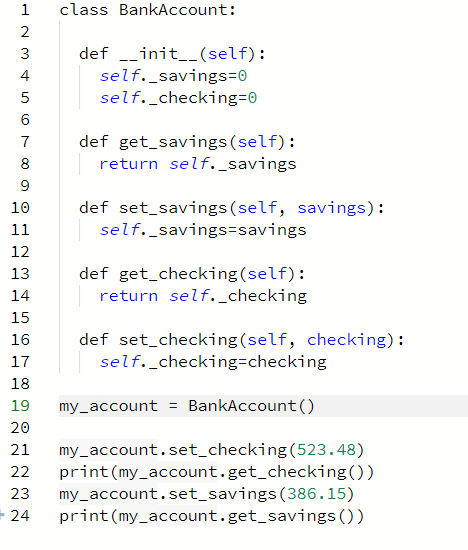 1 class BankAccount:
2
3   def __init__(self):
4     self._savings=0
5     self._checking=0
6
7   def get_savings(self):
8     return self._savings
9
10   def set_savings(self, savings):
11     self._savings=savings
12
13   def get_checking(self):
14     return self._checking
15
16   def set_checking(self, checking):
17     self._checking=checking
18
19 my_account = BankAccount()
20
21 my_account.set_checking(523.48)
22 print(my_account.get_checking())
23 my_account.set_savings(386.15)
24 print(my_account.get_savings())